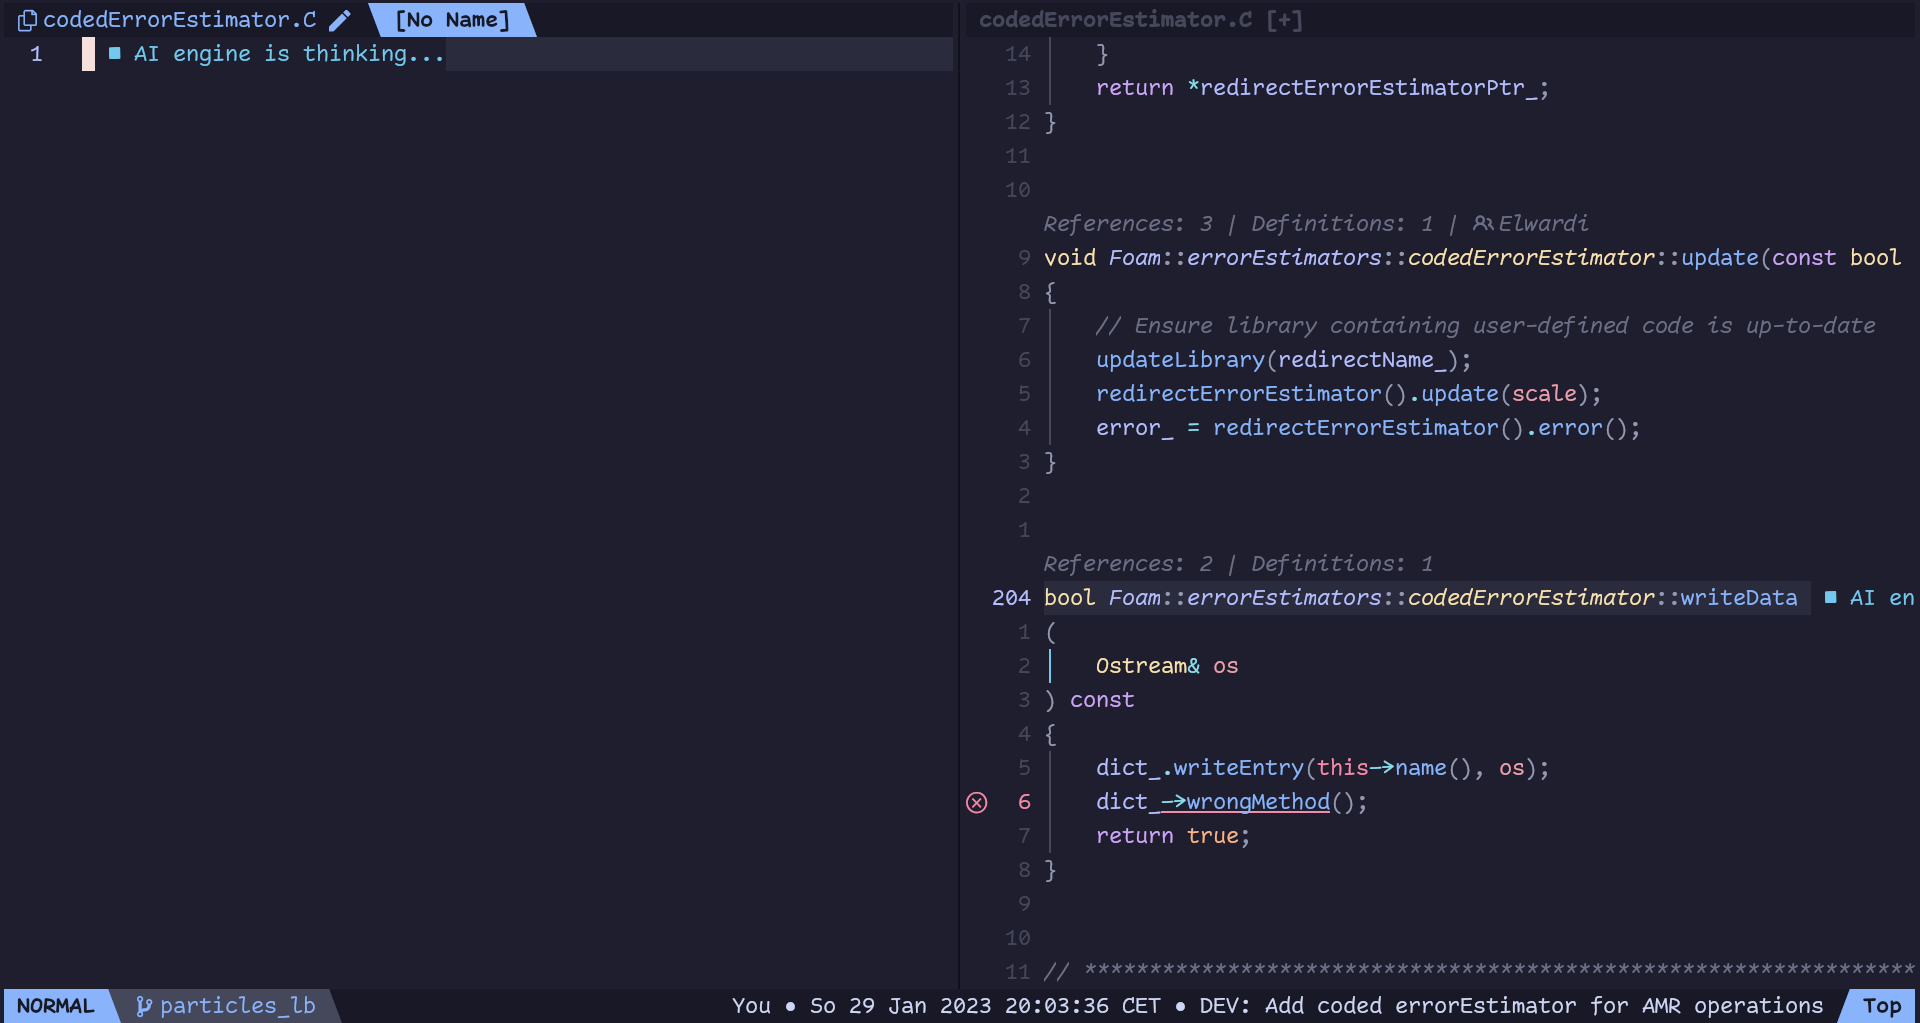 codedErrorEstimator.C [No Name]
1 AI engine is thinking...
codedErrorEstimator.C [+]
14 }
13 return *redirectErrorEstimatorPtr_;
12 }
11
10
References: 3 | Definitions: 1 | Elwardi
9 void Foam::errorEstimators::codedErrorEstimator::update(const bool
8 {
7 // Ensure library containing user-defined code is up-to-date
6 updateLibrary(redirectName_);
5 redirectErrorEstimator().update(scale);
4 error_ = redirectErrorEstimator().error();
3 }
2
1
References: 2 | Definitions: 1
204 bool Foam::errorEstimators::codedErrorEstimator::writeData ■ AI en
1 (
2 Ostream& os
3 ) const
4 {
5 dict_.writeEntry(this->name(), os);
6 dict_->wrongMethod();
7 return true;
8 }
9
10
11 // ****************************************************************
NORMAL particles_lb You • So 29 Jan 2023 20:03:36 CET • DEV: Add coded errorEstimator for AMR operations Top